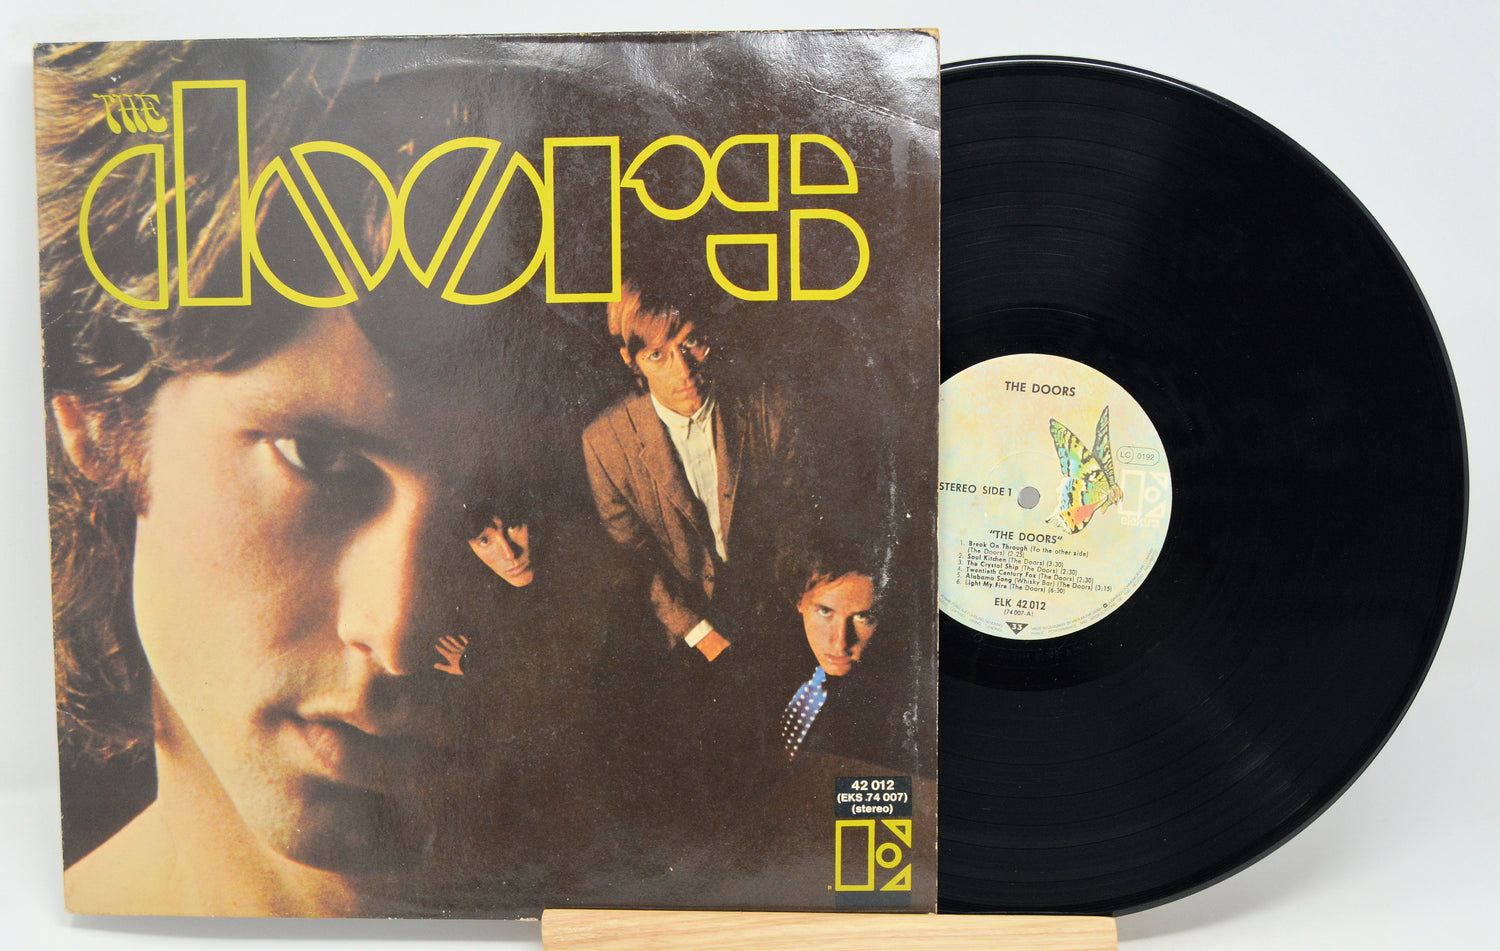 THE
doors
42 012
(EKS 74 007)
(stereo)
THE DOORS
LC 0192
STEREO SIDE 1
elektra
"THE DOORS"
1. Break On Through (To the other side)
(The Doors) (2:25)
2. Soul Kitchen (The Doors) (3:30)
3. The Crystal Ship (The Doors) (2:30)
4. Twentieth Century Fox (The Doors) (2:30)
5. Alabama Song (Whisky Bar) (The Doors) (3:15)
6. Light My Fire (The Doors) (6:30)
ELK 42 012
(74 007-A)
33